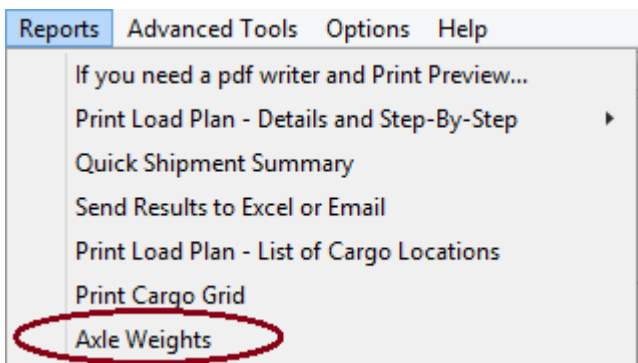 Reports Advanced Tools Options Help
If you need a pdf writer and Print Preview...
Print Load Plan - Details and Step-By-Step
Quick Shipment Summary
Send Results to Excel or Email
Print Load Plan - List of Cargo Locations
Print Cargo Grid
Axle Weights